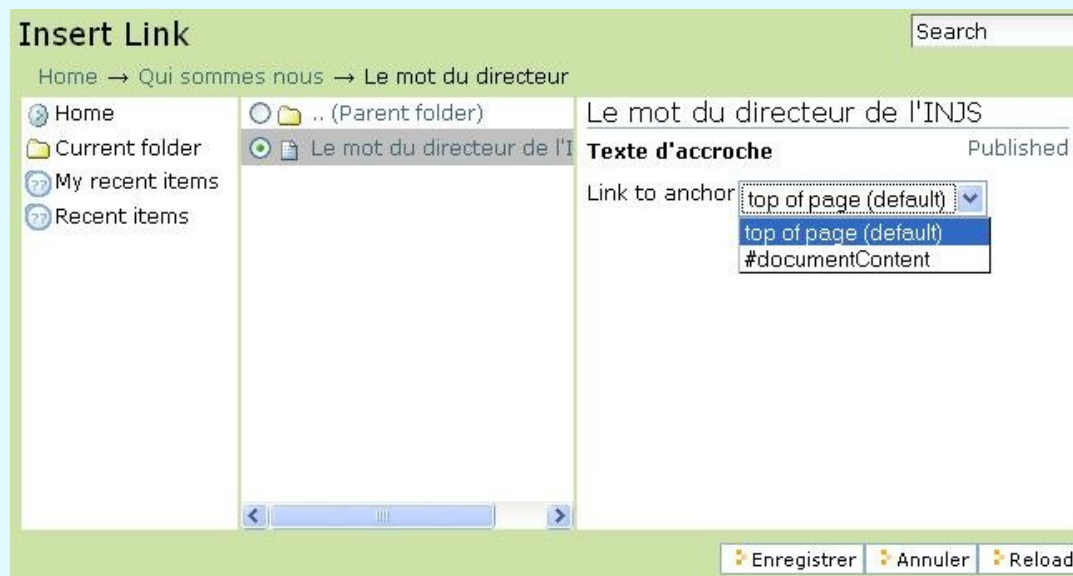 Insert Link
Search
Home → Qui sommes nous → Le mot du directeur
Home
Current folder
My recent items
Recent items
.. (Parent folder)
Le mot du directeur de l'I
Le mot du directeur de l'INJS
Texte d'accroche
Published
Link to anchor
top of page (default)
top of page (default)
#documentContent
Enregistrer
Annuler
Reload